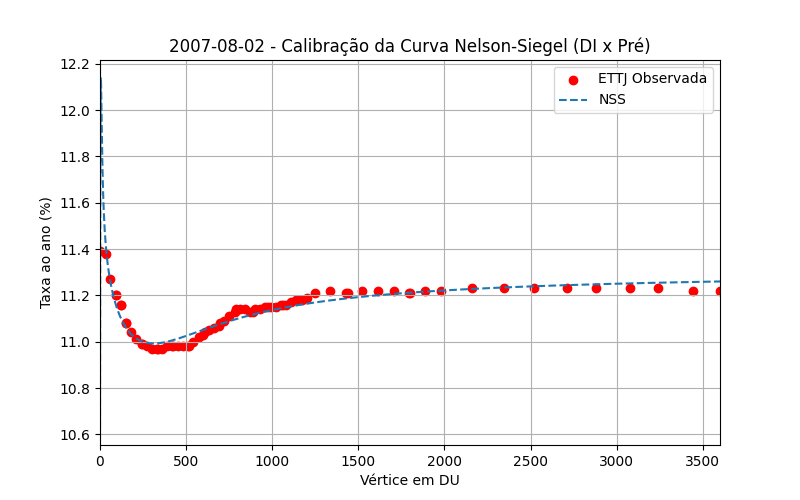 2007-08-02 - Calibração da Curva Nelson-Siegel (DI x Pré)
ETTJ Observada
NSS
Taxa ao ano (%)
12.2
12.0
11.8
11.6
11.4
11.2
11.0
10.8
10.6
0 500 1000 1500 2000 2500 3000 3500
Vértice em DU